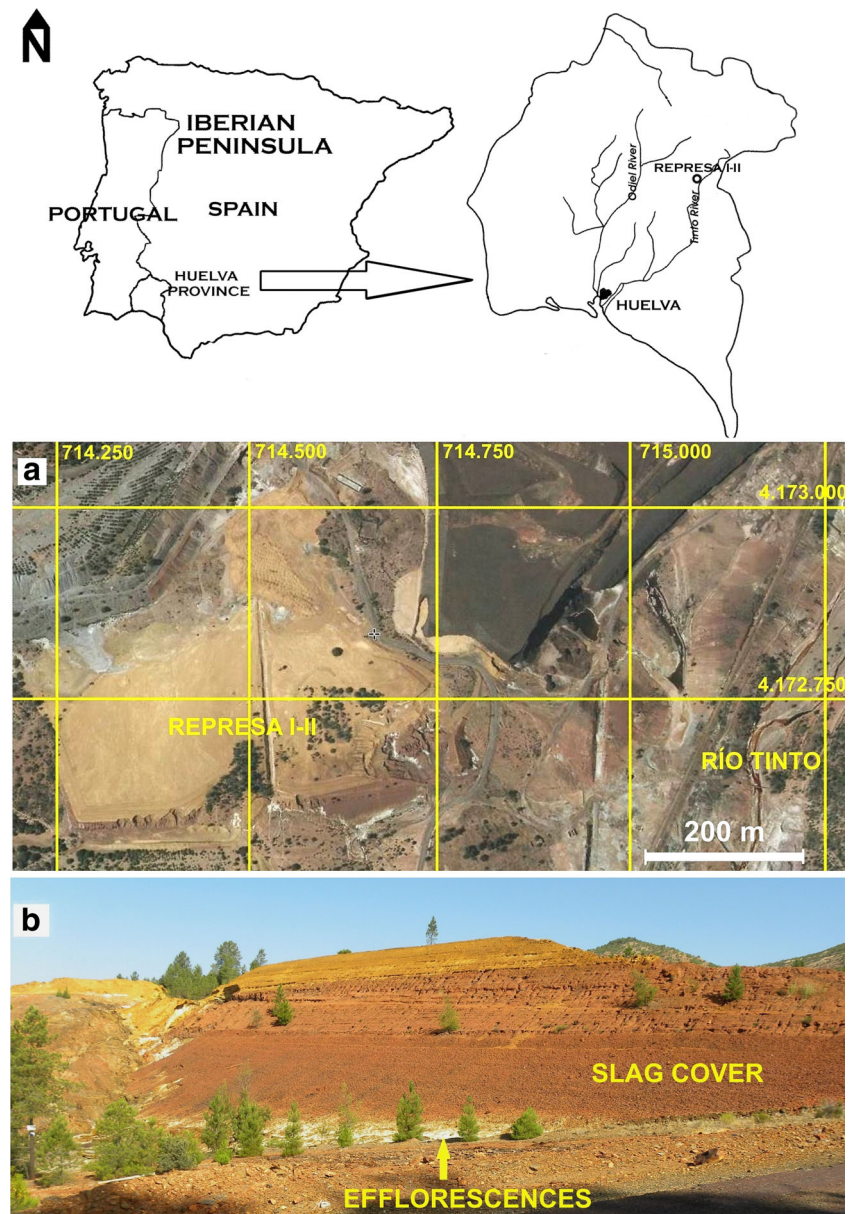 N
IBERIAN
PENINSULA
PORTUGAL
SPAIN
HUELVA
PROVINCE
Odiel River
REPRESA I-II
Tinto River
HUELVA
a
714.250
714.500
714.750
715.000
4.173.000
4.172.750
REPRESA I-II
RÍO TINTO
200 m
b
SLAG COVER
EFFLORESCENCES